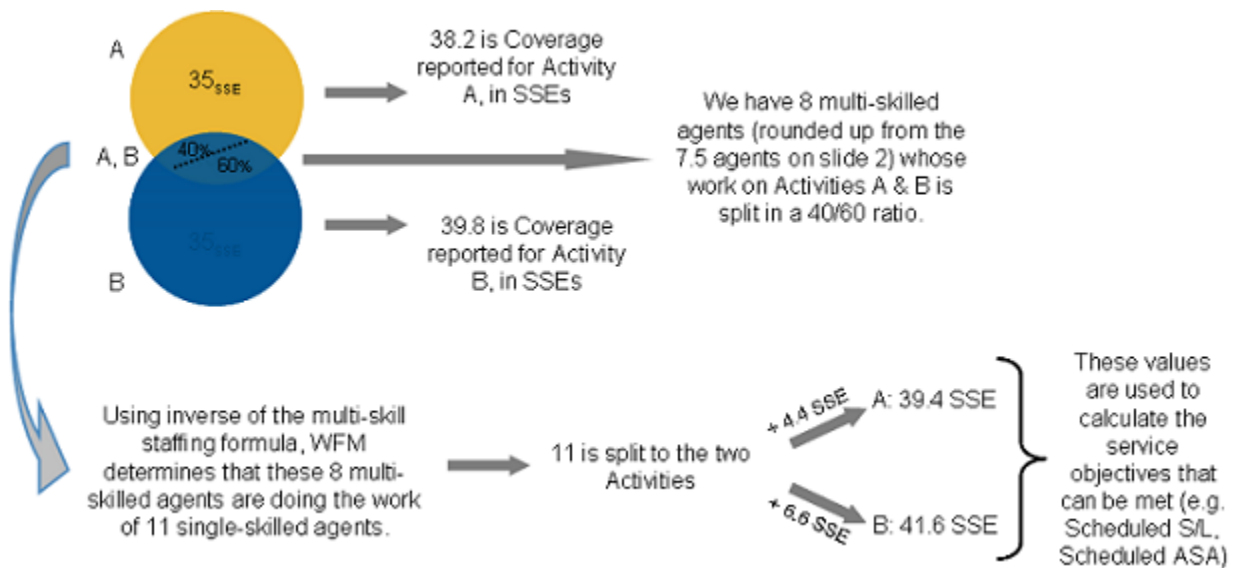 A
35SSE
40%
A, B
60%
35SSE
B
38.2 is Coverage
reported for Activity
A, in SSEs
39.8 is Coverage
reported for Activity
B, in SSEs
We have 8 multi-skilled
agents (rounded up from the
7.5 agents on slide 2) whose
work on Activities A & B is
split in a 40/60 ratio.
Using inverse of the multi-skill
staffing formula, WFM
determines that these 8 multi-
skilled agents are doing the work
of 11 single-skilled agents.
11 is split to the two
Activities
+ 4.4 SSE
A: 39.4 SSE
+ 6.6 SSE
B: 41.6 SSE
These values
are used to
calculate the
service
objectives that
can be met (e.g.
Scheduled S/L,
Scheduled ASA)